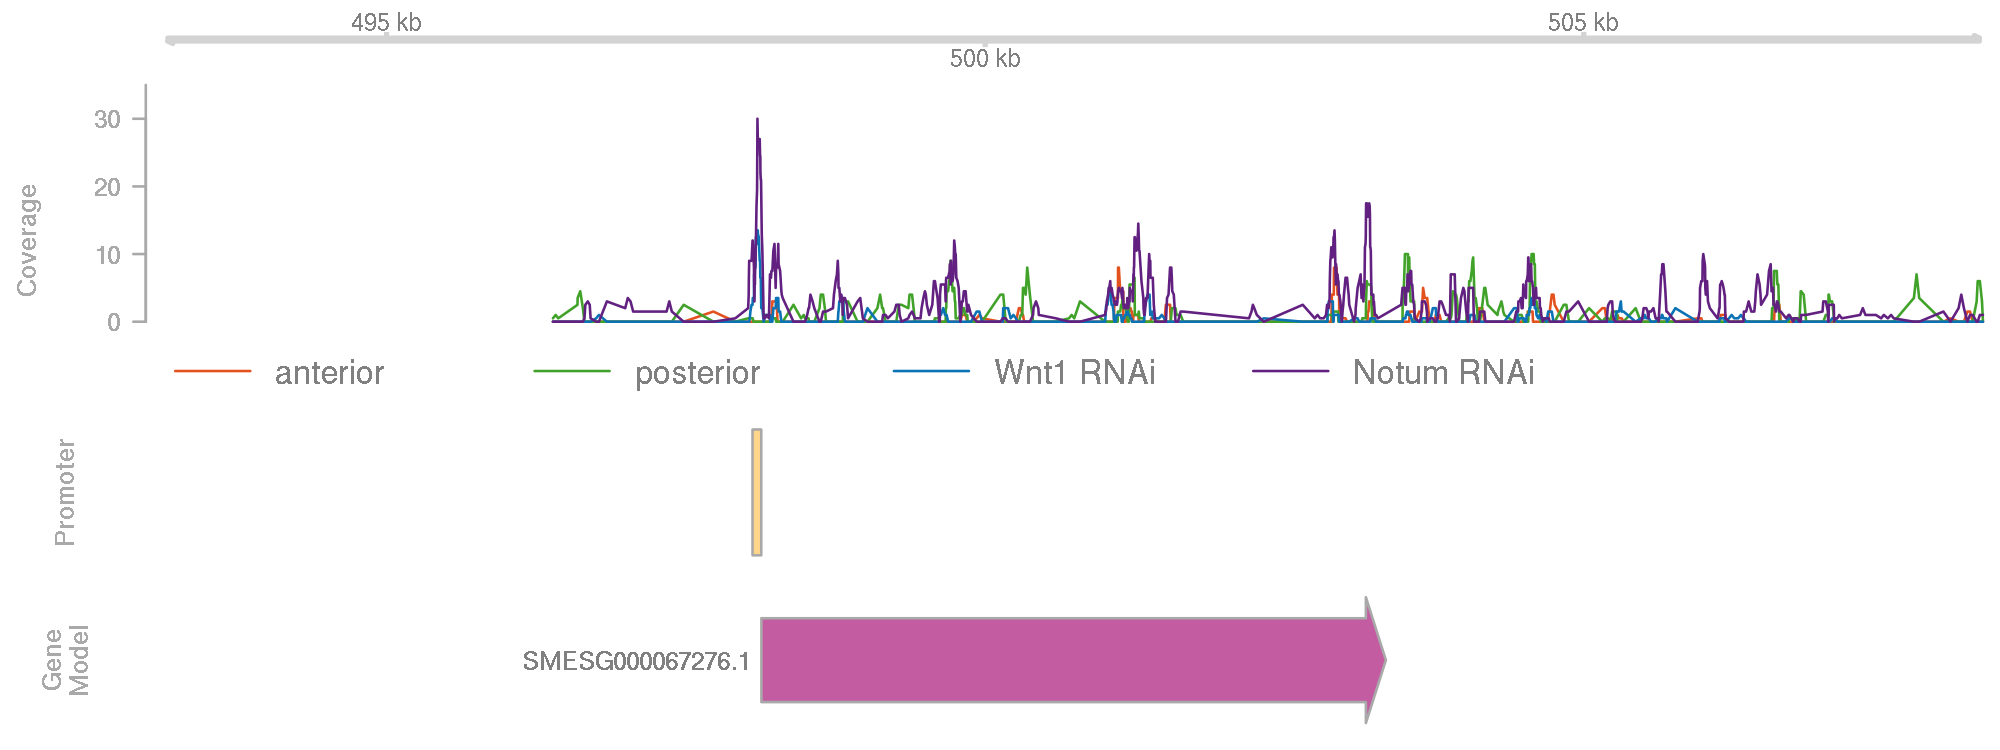 495 kb
505 kb
500 kb
Coverage
30
20
10
0
anterior
posterior
Wnt1 RNAi
Notum RNAi
Promoter
Gene
Model
SMESG000067276.1